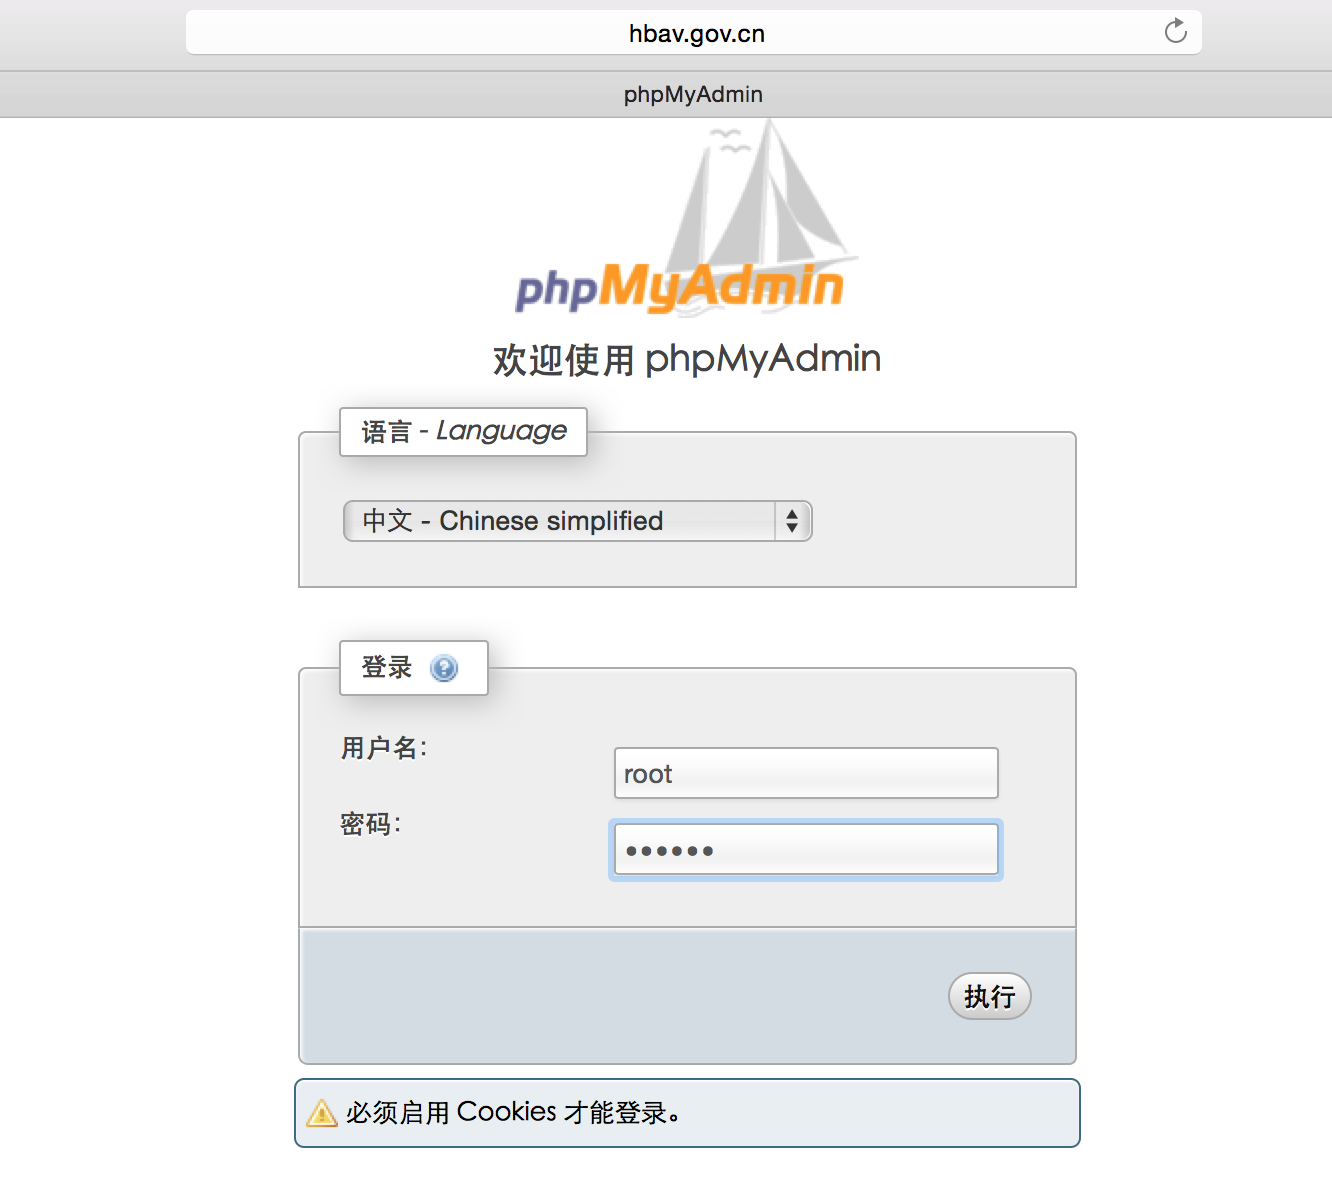 hbav.gov.cn
phpMyAdmin
phpMyAdmin
欢迎使用 phpMyAdmin
语言 - Language
中文 - Chinese simplified
登录
用户名：
root
密码：
••••••
执行
必须启用 Cookies 才能登录。